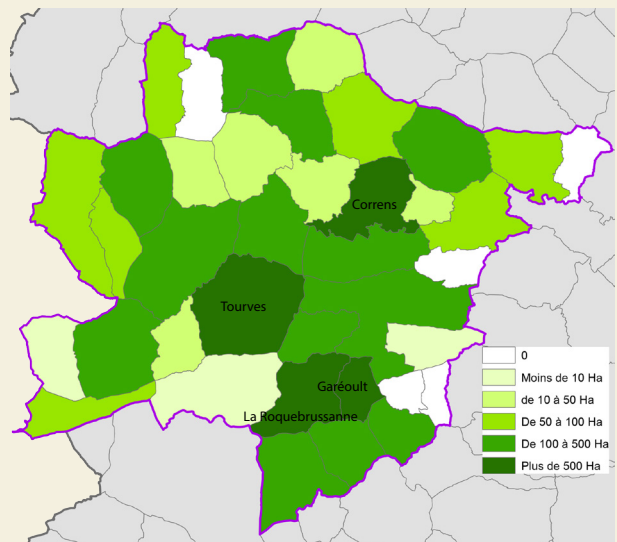 Correns
Tourves
Garéoult
La Roquebrussanne
0
Moins de 10 Ha
de 10 à 50 Ha
De 50 à 100 Ha
De 100 à 500 Ha
Plus de 500 Ha